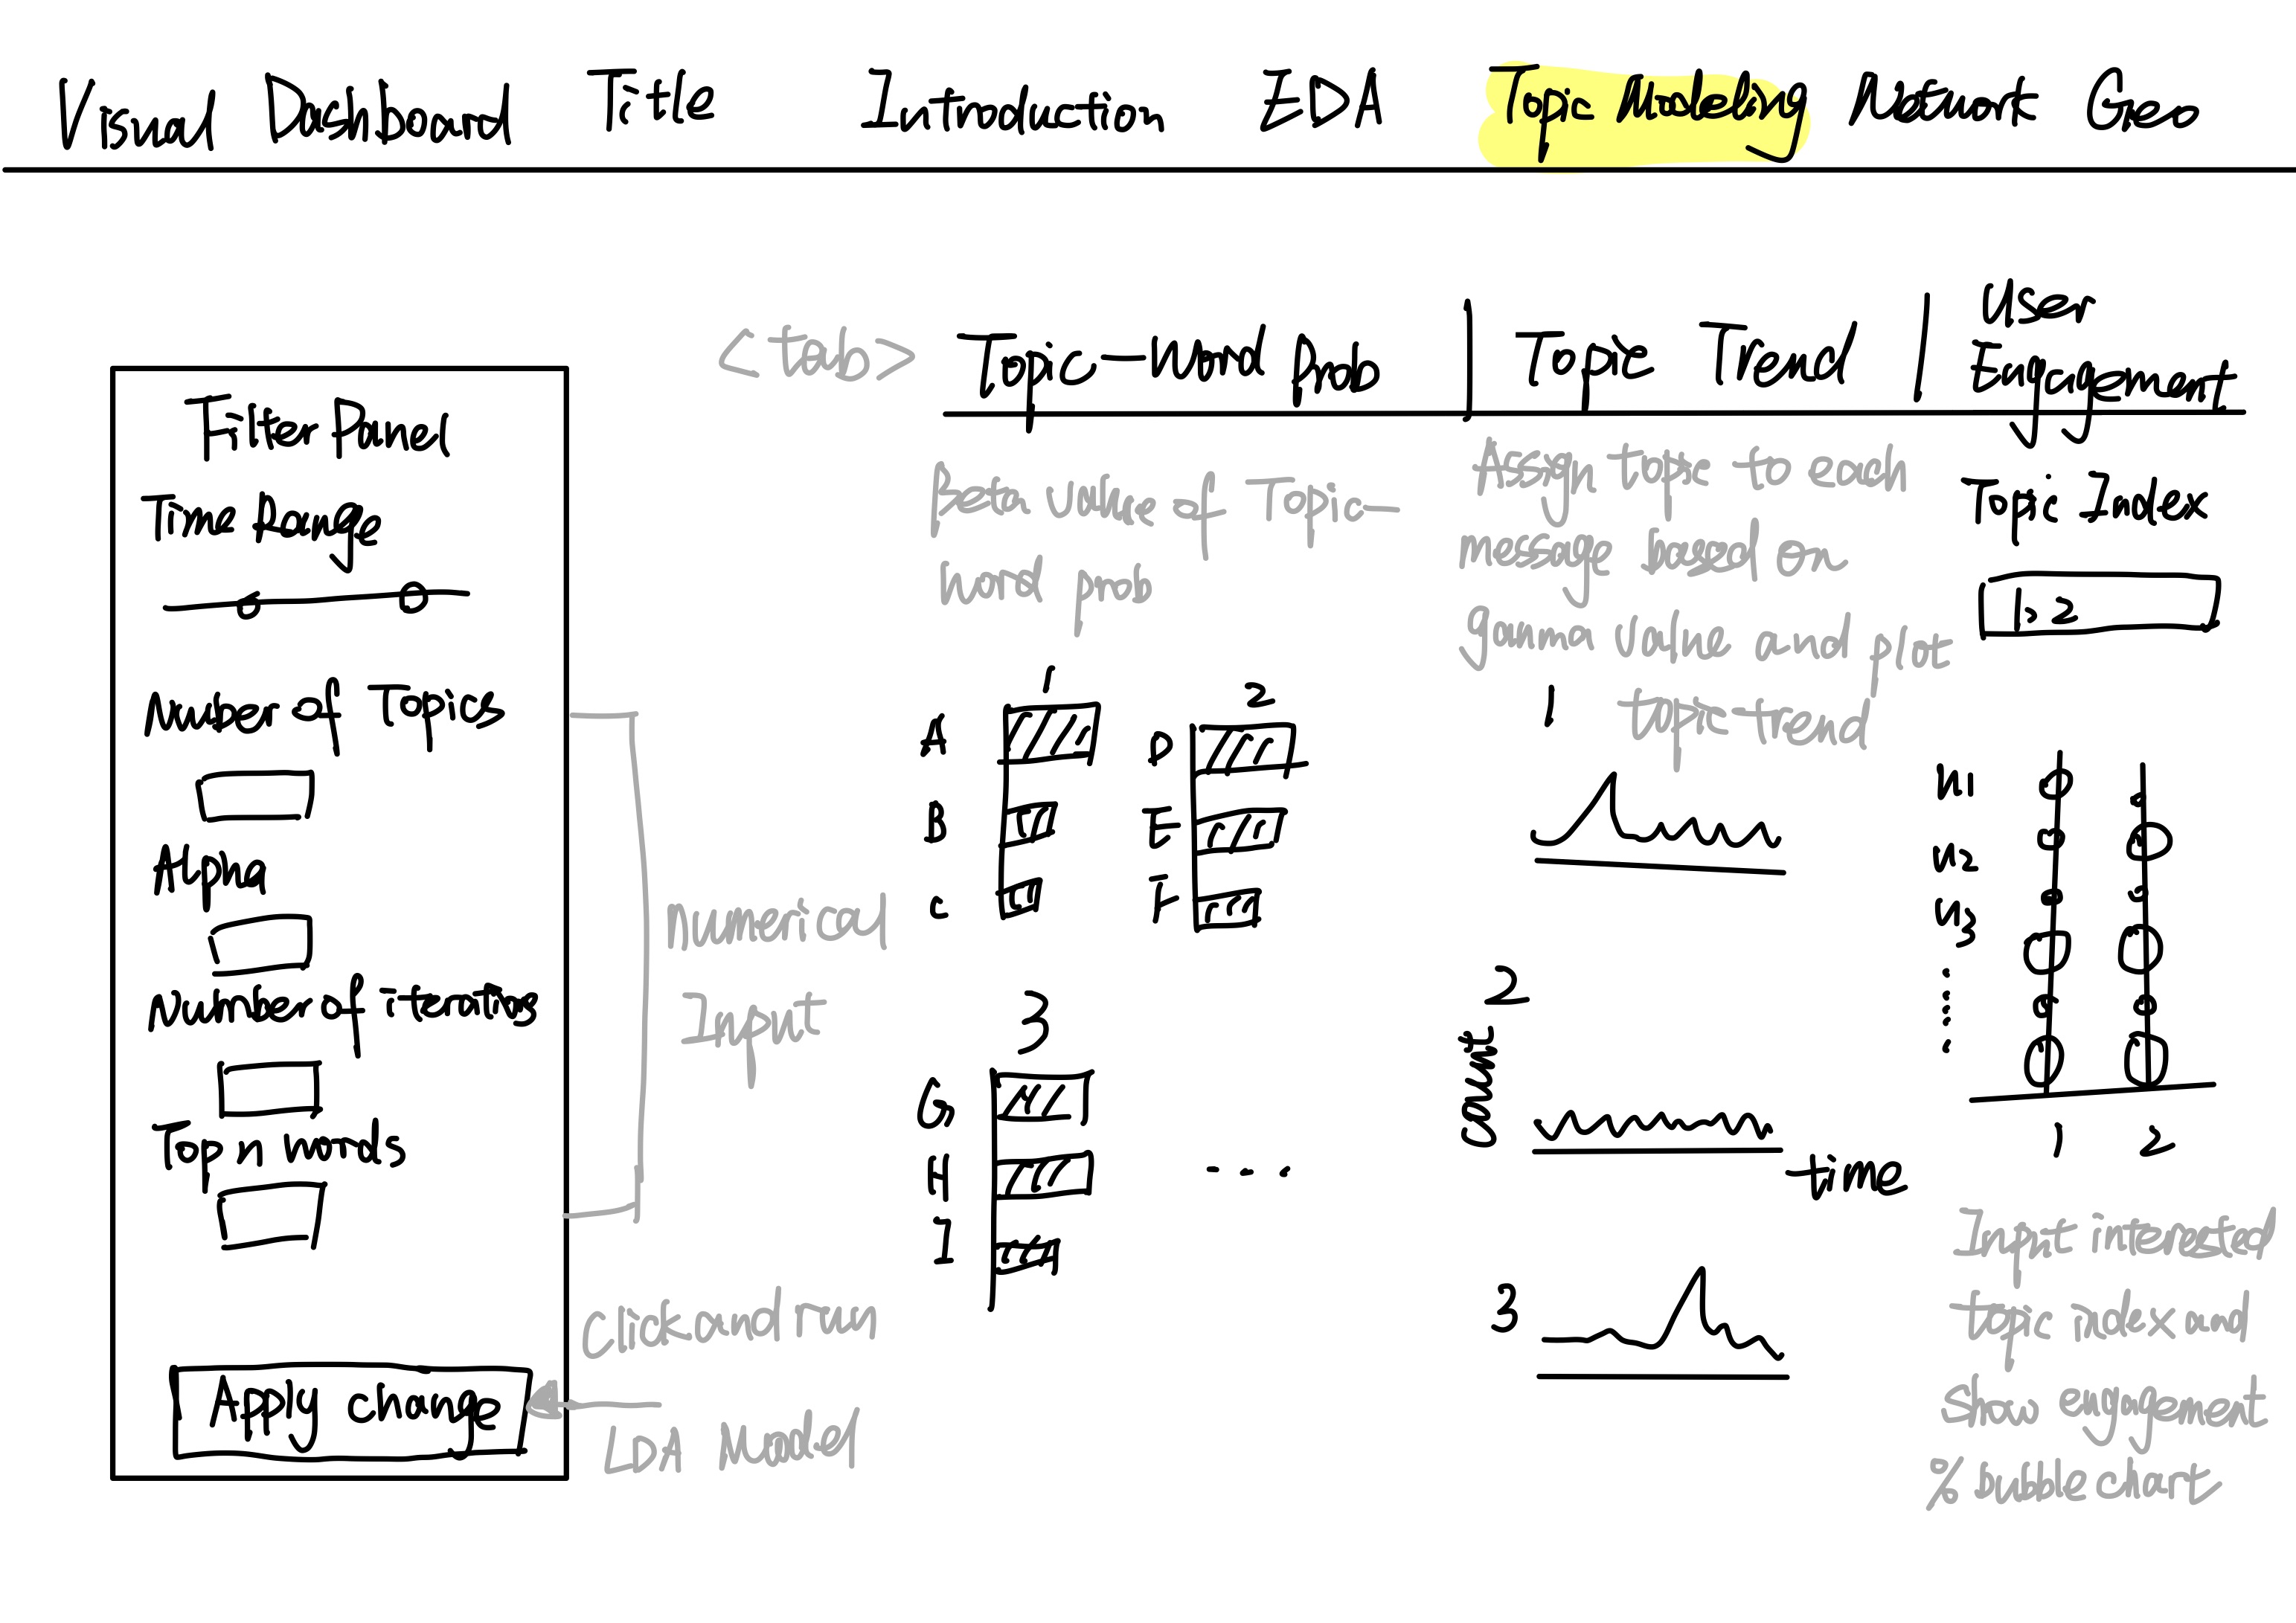 Visual Dashboard Title Introduction EDA Topic Modeling Network Geo
Filter Panel
Time Range
Number of Topics
Alpha
Number of iterations
Top n words
Apply change
numerical
Input
Click and run
LDA Model
<tab>
Topic-Word Prob
Beta value of Topic-
word prob
1
A
B
C
2
D
E
F
3
G
H
I
...
Topic Trend
Assign topic to each
message based on
gamma value and plot
topic trend
1
2
count
time
3
User
Engagement
Topic Index
1, 2
u1
u2
u3
1 2
Input interested
topic index and
show engagement
% bubble chart